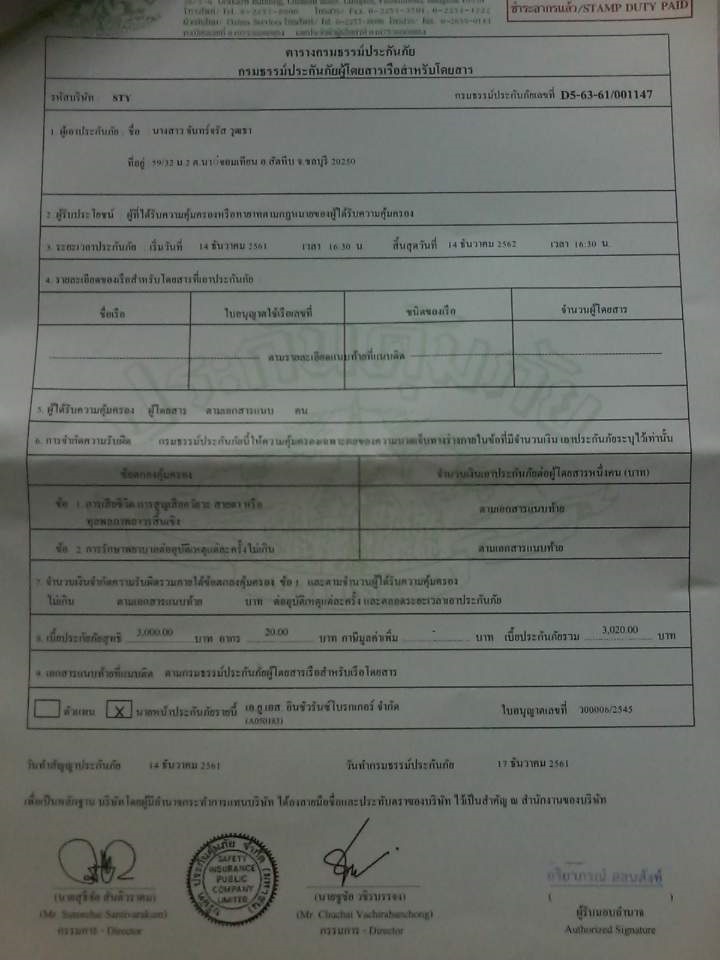 ชำระอากรแล้ว/STAMP DUTY PAID
ตารางกรมธรรม์ประกันภัย
กรมธรรม์ประกันภัยผู้โดยสารเรือสำหรับโดยสาร
รหัสบริษัท : STY กรมธรรม์ประกันภัยเลขที่ D5-63-61/001147
1. ผู้เอาประกันภัย : ชื่อ นางสาว จันทร์จรัส วุฒชา
ที่อยู่ 59/32 ม.2 ต.นาจอมเทียน อ.สัตหีบ จ.ชลบุรี 20250
2. ผู้รับประโยชน์ ผู้ที่ได้รับความคุ้มครองหรือทายาทตามกฎหมายของผู้ได้รับความคุ้มครอง
3. ระยะเวลาประกันภัย : เริ่มวันที่ 14 ธันวาคม 2561 เวลา 16:30 น. สิ้นสุดวันที่ 14 ธันวาคม 2562 เวลา 16:30 น.
4. รายละเอียดของเรือสำหรับโดยสารที่เอาประกันภัย
ชื่อเรือ ใบอนุญาตใช้เรือเลขที่ ชนิดของเรือ จำนวนผู้โดยสาร
ตามรายละเอียดแนบท้ายที่แนบติด
5. ผู้ได้รับความคุ้มครอง ผู้โดยสาร ตามเอกสารแนบ คน
6. การจำกัดความรับผิด กรมธรรม์ประกันภัยนี้ให้ความคุ้มครองเฉพาะผลของความบาดเจ็บทางร่างกายในข้อที่มีจำนวนเงินเอาประกันภัยระบุไว้เท่านั้น
ข้อตกลงคุ้มครอง จำนวนเงินเอาประกันภัยต่อผู้โดยสารหนึ่งคน (บาท)
ข้อ 1. การเสียชีวิต การสูญเสียอวัยวะ สายตา หรือ
ทุพพลภาพถาวรสิ้นเชิง ตามเอกสารแนบท้าย
ข้อ 2. การรักษาพยาบาลต่ออุบัติเหตุแต่ละครั้งไม่เกิน ตามเอกสารแนบท้าย
7. จำนวนเงินจำกัดความรับผิดรวมภายใต้ข้อตกลงคุ้มครอง ข้อ 1. และตามจำนวนผู้ได้รับความคุ้มครอง
ไม่เกิน ตามเอกสารแนบท้าย บาท ต่ออุบัติเหตุแต่ละครั้ง และตลอดระยะเวลาเอาประกันภัย
8. เบี้ยประกันภัยสุทธิ 3,000.00 บาท อากร 20.00 บาท ภาษีมูลค่าเพิ่ม - บาท เบี้ยประกันภัยรวม 3,020.00 บาท
9. เอกสารแนบท้ายที่แนบติด ตามกรมธรรม์ประกันภัยผู้โดยสารเรือสำหรับเรือโดยสาร
ตัวแทน X นายหน้าประกันภัยรายนี้ เอ.ยู.เอส. อินชัวรันซ์โบรกเกอร์ จำกัด ใบอนุญาตเลขที่ ว00006/2545
(A050183)
วันทำสัญญาประกันภัย 14 ธันวาคม 2561 วันทำกรมธรรม์ประกันภัย 17 ธันวาคม 2561
เพื่อเป็นหลักฐาน บริษัทโดยผู้มีอำนาจกระทำการแทนบริษัท ได้ลงลายมือชื่อและประทับตราของบริษัท ไว้เป็นสำคัญ ณ สำนักงานของบริษัท
SAFETY
INSURANCE
PUBLIC
COMPANY
LIMITED
กรรมการ - Director
(Mr. Chuchai Vachirabanchong)
กรรมการ - Director
ผู้รับมอบอำนาจ
Authorized Signature